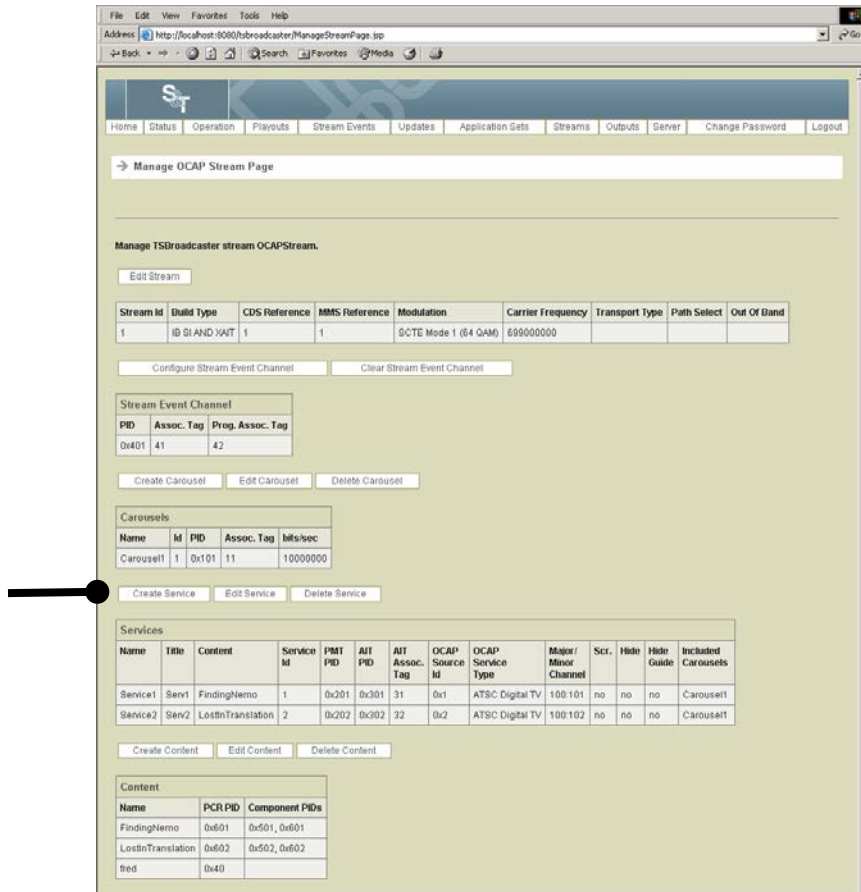 File Edit View Favorites Tools Help
Address http://localhost:8080/tsbroadcaster/ManageStreamPage.jsp Go
Back Search Favorites Media
S&T
Home Status Operation Playouts Stream Events Updates Application Sets Streams Outputs Server Change Password Logout
Manage OCAP Stream Page
Manage TSBroadcaster stream OCAPStream.
Edit Stream
Stream Id Build Type CDS Reference MMS Reference Modulation Carrier Frequency Transport Type Path Select Out Of Band
1 IB SI AND XAIT 1 1 SCTE Mode 1 (64 QAM) 699000000
Configure Stream Event Channel Clear Stream Event Channel
Stream Event Channel
PID Assoc. Tag Prog. Assoc. Tag
0x401 41 42
Create Carousel Edit Carousel Delete Carousel
Carousels
Name Id PID Assoc. Tag bits/sec
Carousel1 1 0x101 11 10000000
Create Service Edit Service Delete Service
Services
Name Title Content Service Id PMT PID AIT PID AIT Assoc. Tag OCAP Source Id OCAP Service Type Major/ Minor Channel Scr. Hide Hide Guide Included Carousels
Service1 Serv1 FindingNemo 1 0x201 0x301 31 0x1 ATSC Digital TV 100:101 no no no Carousel1
Service2 Serv2 LostInTranslation 2 0x202 0x302 32 0x2 ATSC Digital TV 100:102 no no no Carousel1
Create Content Edit Content Delete Content
Content
Name PCR PID Component PIDs
FindingNemo 0x601 0x501, 0x601
LostInTranslation 0x602 0x502, 0x602
fred 0x40